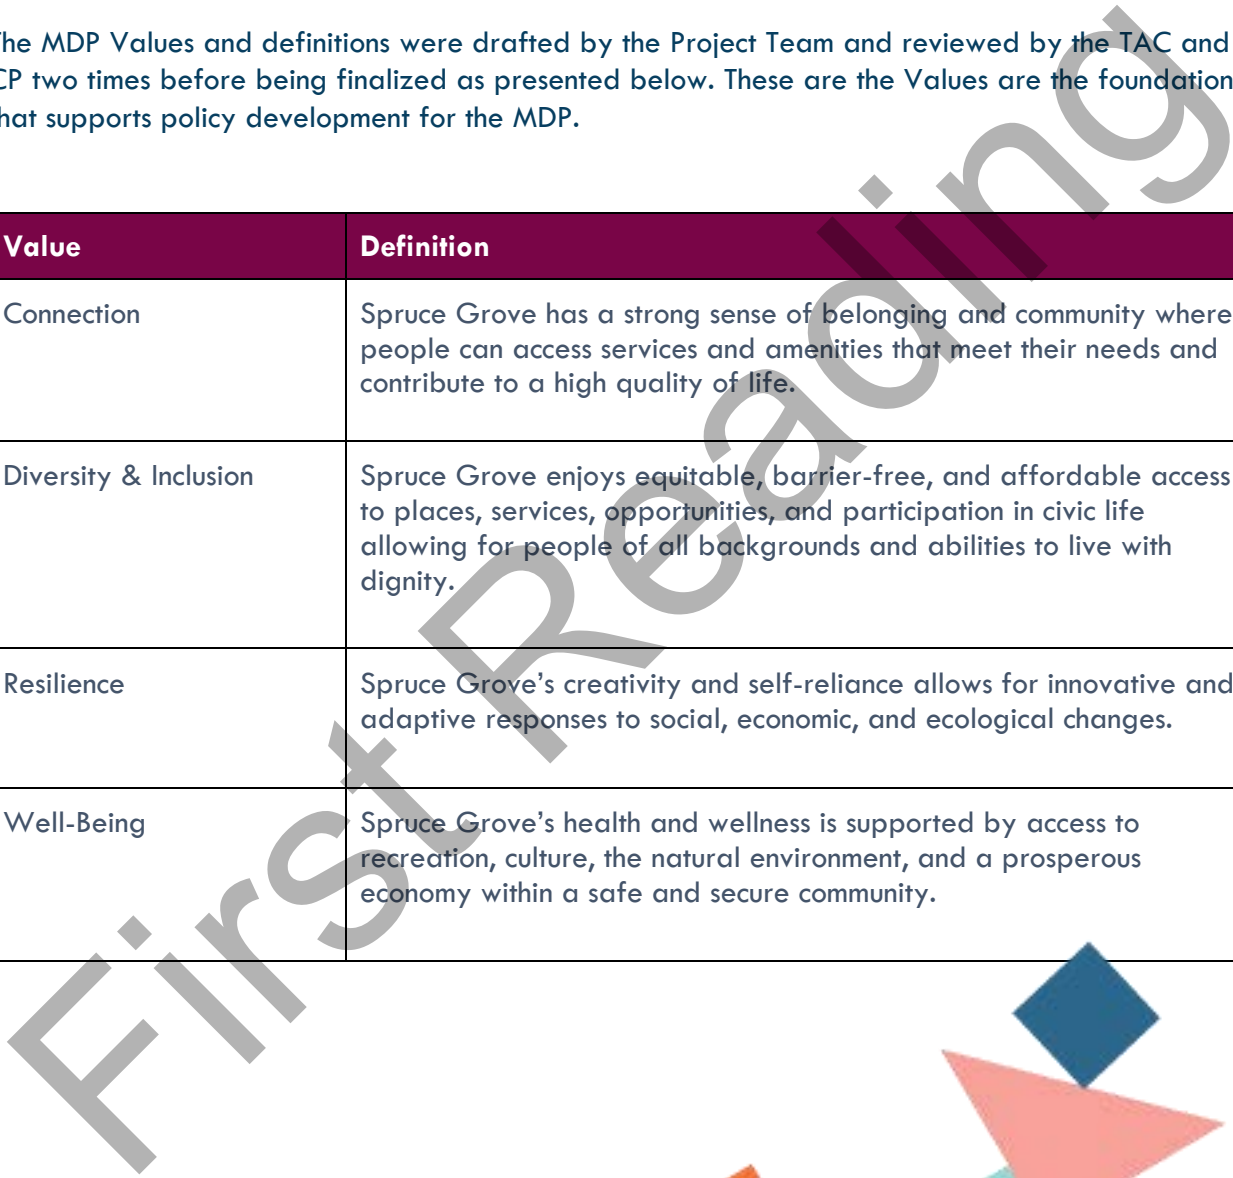 The MDP Values and definitions were drafted by the Project Team and reviewed by the TAC and
CP two times before being finalized as presented below. These are the Values are the foundation
that supports policy development for the MDP.
Value Definition
Connection Spruce Grove has a strong sense of belonging and community where
people can access services and amenities that meet their needs and
contribute to a high quality of life.
Diversity & Inclusion Spruce Grove enjoys equitable, barrier-free, and affordable access
to places, services, opportunities, and participation in civic life
allowing for people of all backgrounds and abilities to live with
dignity.
Resilience Spruce Grove’s creativity and self-reliance allows for innovative and
adaptive responses to social, economic, and ecological changes.
Well-Being Spruce Grove’s health and wellness is supported by access to
recreation, culture, the natural environment, and a prosperous
economy within a safe and secure community.
First Reading